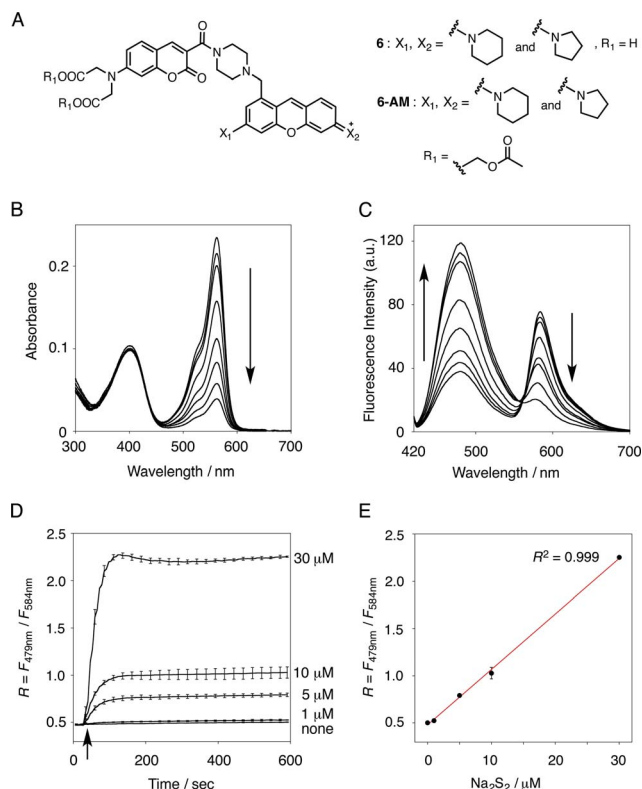 A
R₁OOC
N
O
N
N
R₁OOC
O
O
X₁
O
X₂
+
6 : X₁, X₂ = N and N , R₁ = H
6-AM : X₁, X₂ = N and N
R₁ = O
O
B
Absorbance
0.2
0.1
0
300 400 500 600 700
Wavelength / nm
C
Fluorescence Intensity (a.u.)
120
80
40
0
420 500 600 700
Wavelength / nm
D
R = F479nm / F584nm
2.5
2.0
1.5
1.0
0.5
30 μM
10 μM
5 μM
1 μM
none
0 200 400 600
Time / sec
E
R = F479nm / F584nm
2.5
2.0
1.5
1.0
0.5
R² = 0.999
0 10 20 30
Na₂S₂ / μM